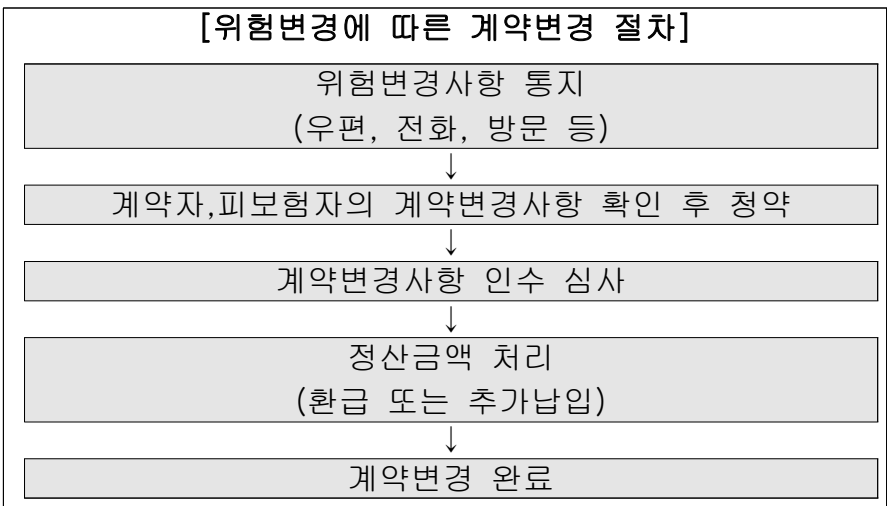 [위험변경에 따른 계약변경 절차]
위험변경사항 통지
(우편, 전화, 방문 등)
↓
계약자,피보험자의 계약변경사항 확인 후 청약
↓
계약변경사항 인수 심사
↓
정산금액 처리
(환급 또는 추가납입)
↓
계약변경 완료